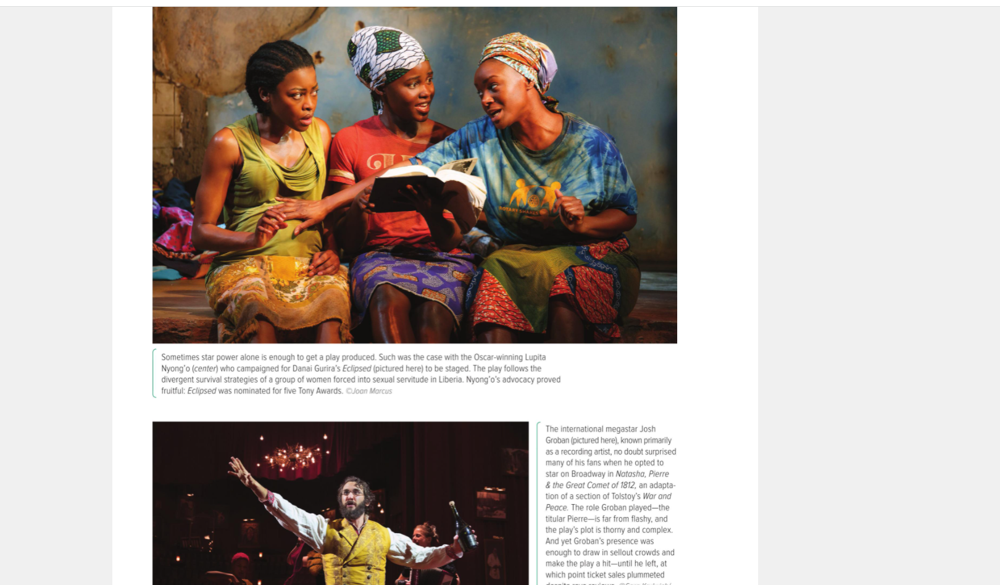 ROTARY SHARES
Sometimes star power alone is enough to get a play produced. Such was the case with the Oscar-winning Lupita
Nyong’o (center) who campaigned for Danai Gurira’s Eclipsed (pictured here) to be staged. The play follows the
divergent survival strategies of a group of women forced into sexual servitude in Liberia. Nyong’o’s advocacy proved
fruitful: Eclipsed was nominated for five Tony Awards. ©Joan Marcus
The international megastar Josh
Groban (pictured here), known primarily
as a recording artist, no doubt surprised
many of his fans when he opted to
star on Broadway in Natasha, Pierre
& the Great Comet of 1812, an adapta-
tion of a section of Tolstoy’s War and
Peace. The role Groban played—the
titular Pierre—is far from flashy, and
the play’s plot is thorny and complex.
And yet Groban’s presence was
enough to draw in sellout crowds and
make the play a hit—until he left, at
which point ticket sales plummeted
despite rave reviews.